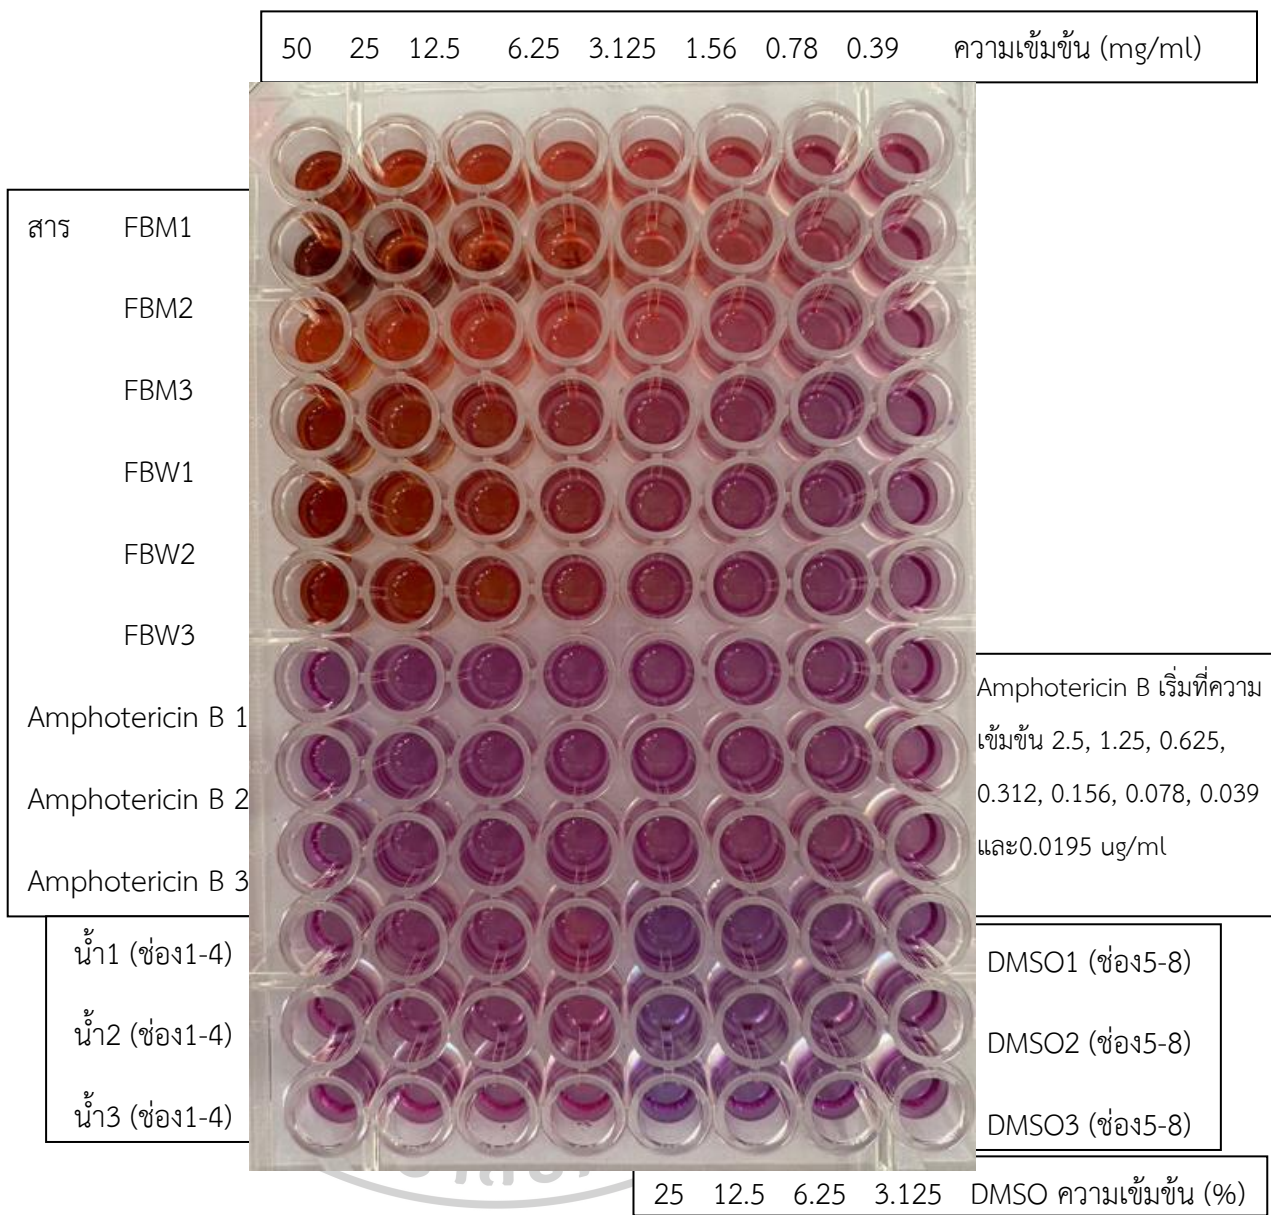 50 25 12.5 6.25 3.125 1.56 0.78 0.39 ความเข้มข้น (mg/ml)
สาร FBM1
FBM2
FBM3
FBW1
FBW2
FBW3
Amphotericin B 1
Amphotericin B 2
Amphotericin B 3
Amphotericin B เริ่มที่ความ
เข้มข้น 2.5, 1.25, 0.625,
0.312, 0.156, 0.078, 0.039
และ0.0195 ug/ml
น้ำ1 (ช่อง1-4)
น้ำ2 (ช่อง1-4)
น้ำ3 (ช่อง1-4)
DMSO1 (ช่อง5-8)
DMSO2 (ช่อง5-8)
DMSO3 (ช่อง5-8)
25 12.5 6.25 3.125 DMSO ความเข้มข้น (%)